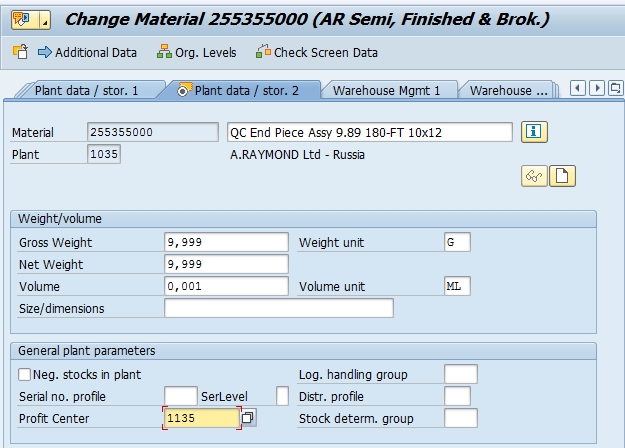 Change Material 255355000 (AR Semi, Finished & Brok.)
Additional Data Org. Levels Check Screen Data
Plant data / stor. 1 Plant data / stor. 2 Warehouse Mgmt 1 Warehouse ...
Material 255355000 QC End Piece Assy 9.89 180-FT 10x12
Plant 1035 A.RAYMOND Ltd - Russia
Weight/volume
Gross Weight 9,999 Weight unit G
Net Weight 9,999
Volume 0,001 Volume unit ML
Size/dimensions
General plant parameters
Neg. stocks in plant Log. handling group
Serial no. profile SerLevel Distr. profile
Profit Center 1135 Stock determ. group